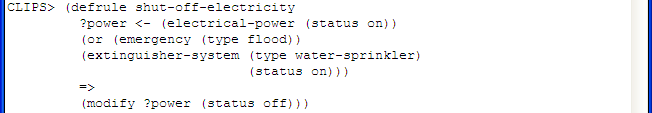 CLIPS> (defrule shut-off-electricity
?power <- (electrical-power (status on))
(or (emergency (type flood))
(extinguisher-system (type water-sprinkler)
(status on)))
=>
(modify ?power (status off)))